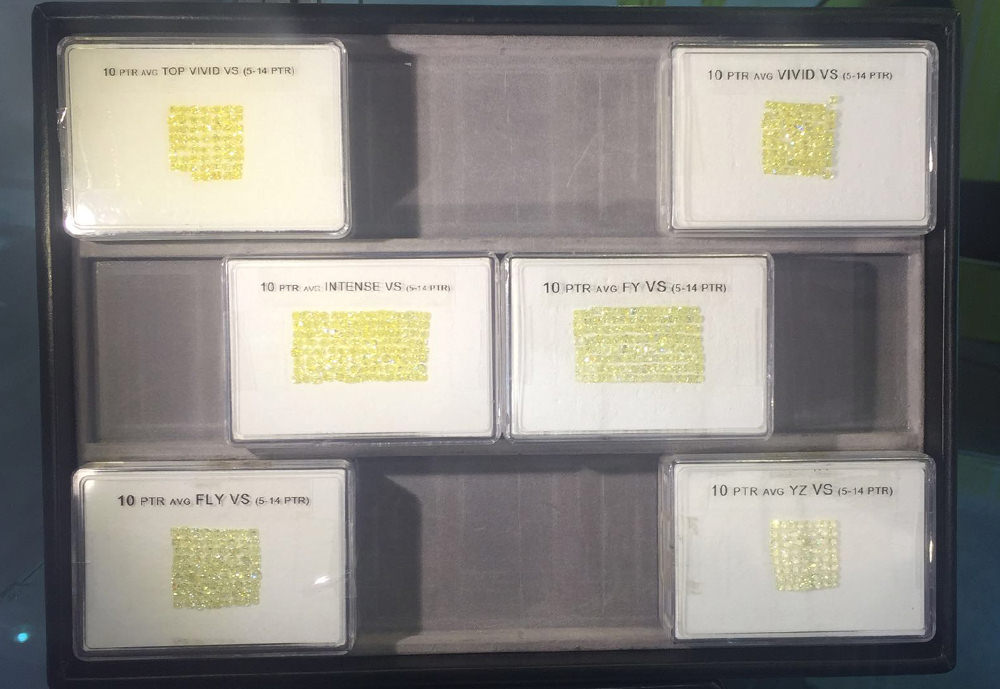 10 PTR AVG TOP VIVID VS (5-14 PTR)
10 PTR AVG VIVID VS (5-14 PTR)
10 PTR AVG INTENSE VS (5-14 PTR)
10 PTR AVG FY VS (5-14 PTR)
10 PTR AVG FLY VS (5-14 PTR)
10 PTR AVG YZ VS (5-14 PTR)